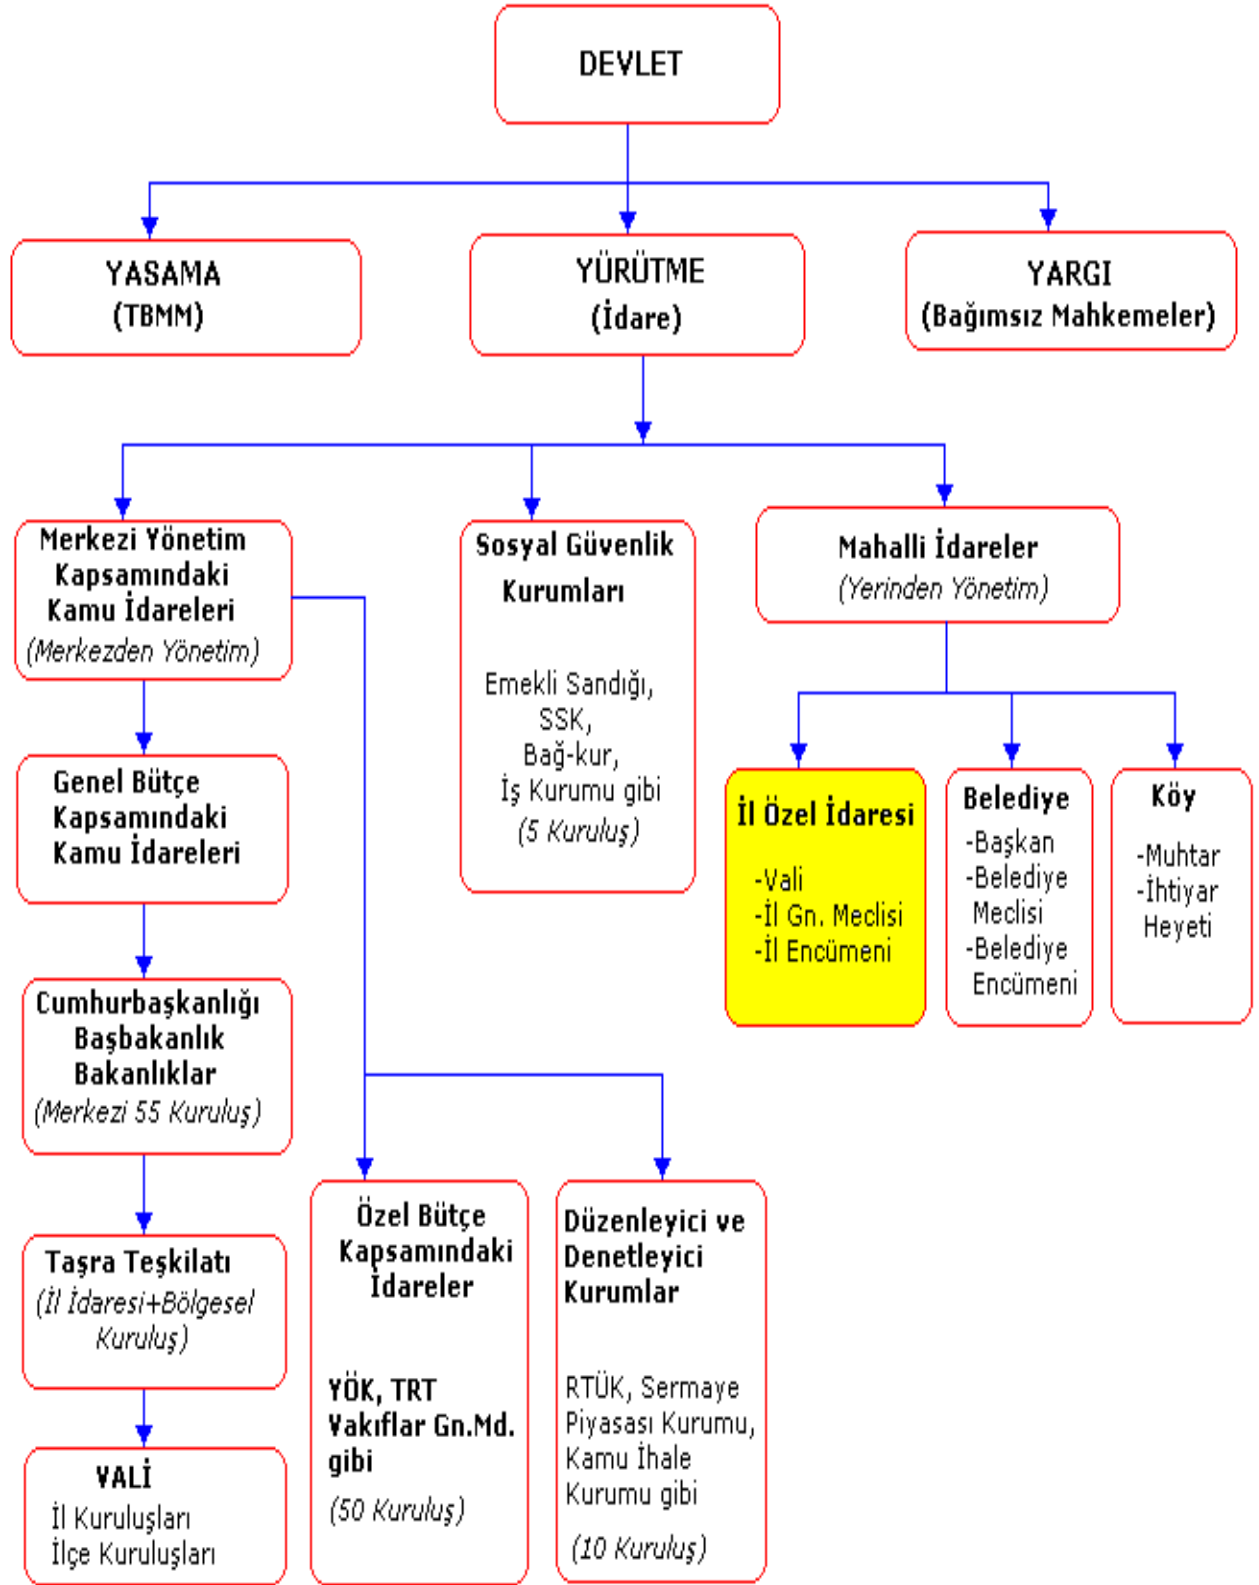 DEVLET
YASAMA
(TBMM)
YÜRÜTME
(İdare)
YARGI
(Bağımsız Mahkemeler)
Merkezi Yönetim
Kapsamındaki
Kamu İdareleri
(Merkezden Yönetim)
Sosyal Güvenlik
Kurumları
Emekli Sandığı,
SSK,
Bağ-kur,
İş Kurumu gibi
(5 Kuruluş)
Mahalli İdareler
(Yerinden Yönetim)
Genel Bütçe
Kapsamındaki
Kamu İdareleri
İl Özel İdaresi
-Vali
-İl Gn. Meclisi
-İl Encümeni
Belediye
-Başkan
-Belediye
Meclisi
-Belediye
Encümeni
Köy
-Muhtar
-İhtiyar
Heyeti
Cumhurbaşkanlığı
Başbakanlık
Bakanlıklar
(Merkezi 55 Kuruluş)
Taşra Teşkilatı
(İl İdaresi+Bölgesel
Kuruluş)
VALİ
İl Kuruluşları
İlçe Kuruluşları
Özel Bütçe
Kapsamındaki
İdareler
YÖK, TRT
Vakıflar Gn.Md.
gibi
(50 Kuruluş)
Düzenleyici ve
Denetleyici
Kurumlar
RTÜK, Sermaye
Piyasası Kurumu,
Kamu İhale
Kurumu gibi
(10 Kuruluş)